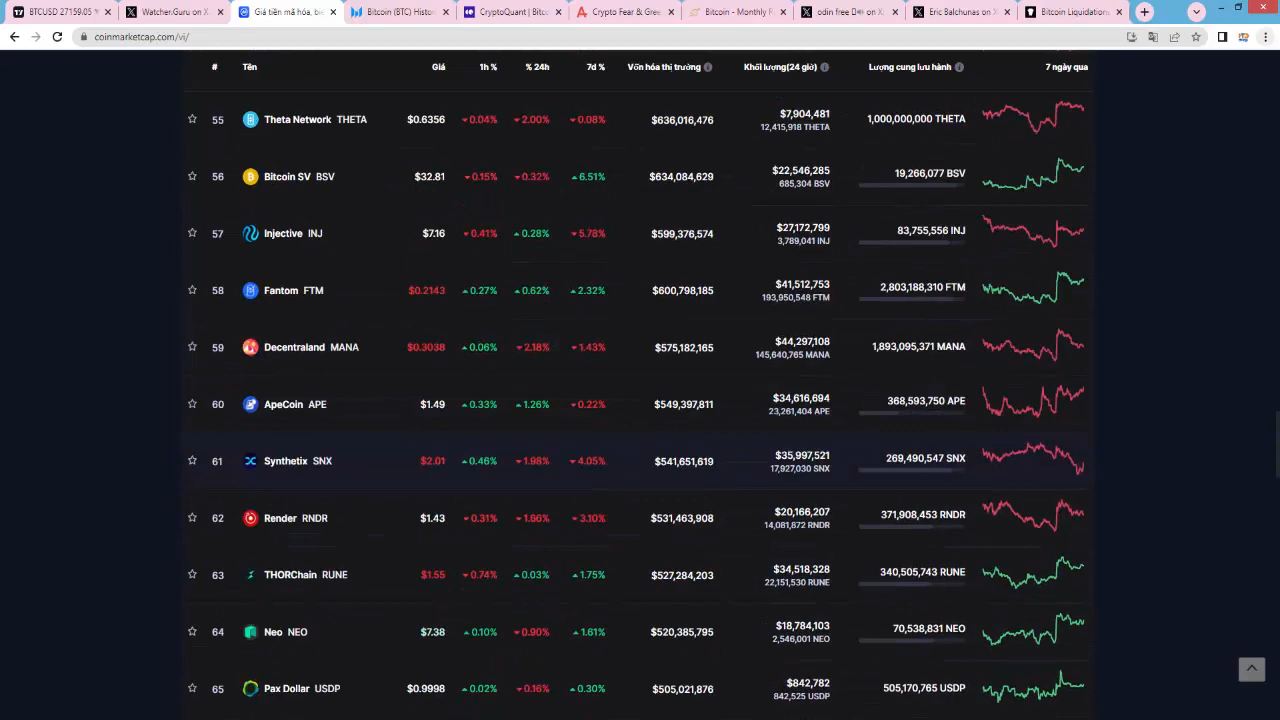 BTCUSD 27159.05
Watcher.Guru on X
Giá tiền mã hóa, bi
Bitcoin (BTC) Histo
CryptoQuant | Bitc
Crypto Fear & Gree
Bitcoin - Monthly R
odin free on X
Eric Balchunas on X
Bitcoin Liquidations
coinmarketcap.com/vi/
# Tên Giá 1h % % 24h 7d % Vốn hóa thị trường Khối lượng(24 giờ) Lượng cung lưu hành 7 ngày qua
55 Theta Network THETA $0.6356 0.04% 2.00% 0.08% $636,016,476 $7,904,481 1,000,000,000 THETA
12,415,918 THETA
56 Bitcoin SV BSV $32.81 0.15% 0.32% 6.51% $634,084,629 $22,546,285 19,266,077 BSV
685,304 BSV
57 Injective INJ $7.16 0.41% 0.28% 5.78% $599,376,574 $27,172,799 83,755,556 INJ
3,789,041 INJ
58 Fantom FTM $0.2143 0.27% 0.62% 2.32% $600,798,185 $41,512,753 2,803,188,310 FTM
193,950,548 FTM
59 Decentraland MANA $0.3038 0.06% 2.18% 1.43% $575,182,165 $44,297,108 1,893,095,371 MANA
145,640,765 MANA
60 ApeCoin APE $1.49 0.33% 1.26% 0.22% $549,397,811 $34,616,694 368,593,750 APE
23,261,404 APE
61 Synthetix SNX $2.01 0.46% 1.98% 4.05% $541,651,619 $35,997,521 269,490,547 SNX
17,927,030 SNX
62 Render RNDR $1.43 0.31% 1.66% 3.10% $531,463,908 $20,166,207 371,908,453 RNDR
14,081,872 RNDR
63 THORChain RUNE $1.55 0.74% 0.03% 1.75% $527,284,203 $34,518,328 340,505,743 RUNE
22,151,530 RUNE
64 Neo NEO $7.38 0.10% 0.90% 1.61% $520,385,795 $18,784,103 70,538,831 NEO
2,546,001 NEO
65 Pax Dollar USDP $0.9998 0.02% 0.16% 0.30% $505,021,876 $842,782 505,170,765 USDP
842,525 USDP